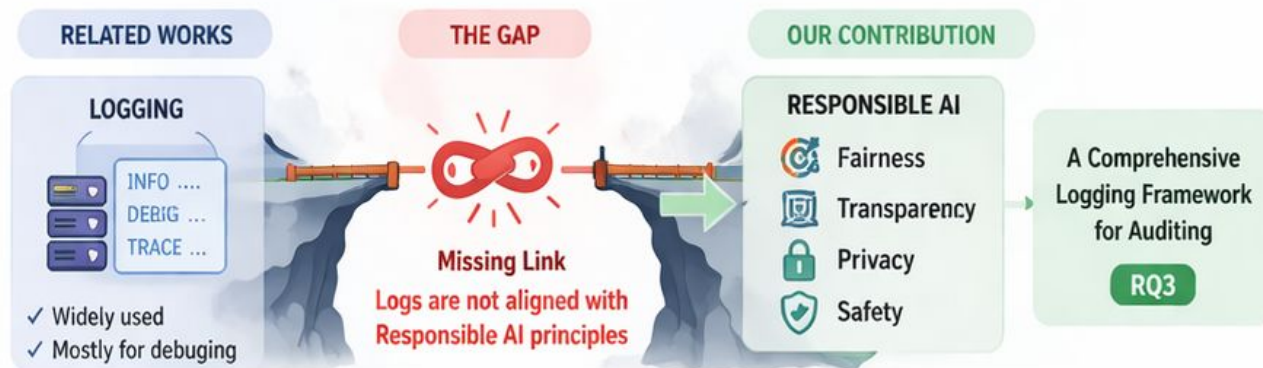 RELATED WORKS
LOGGING
INFO ....
DEBIG ...
TRACE ...
✓ Widely used
✓ Mostly for debuging
THE GAP
Missing Link
Logs are not aligned with
Responsible AI principles
OUR CONTRIBUTION
RESPONSIBLE AI
Fairness
Transparency
Privacy
Safety
A Comprehensive
Logging Framework
for Auditing
RQ3